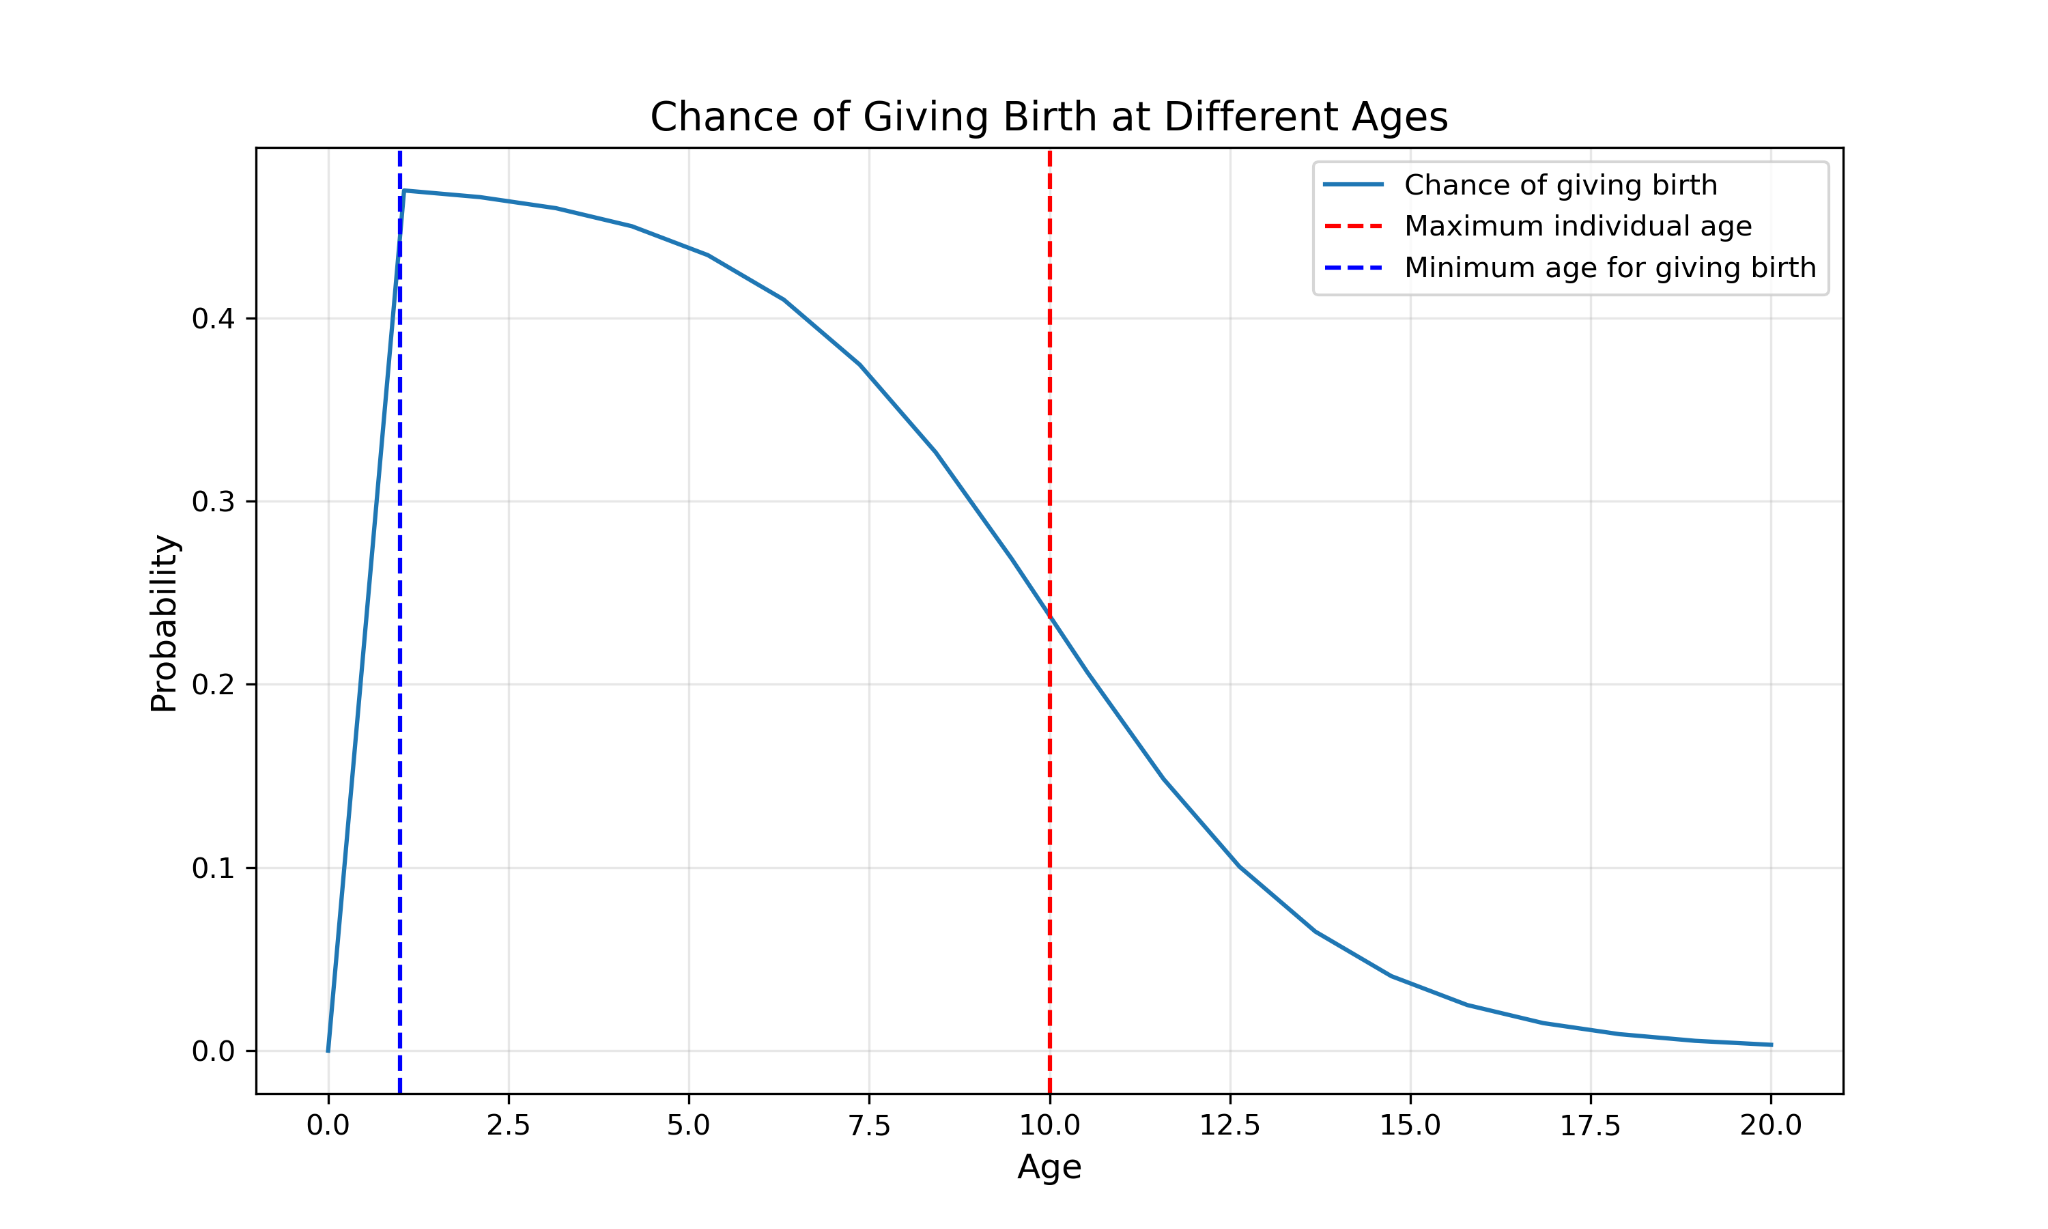 Chance of Giving Birth at Different Ages
Chance of giving birth
Maximum individual age
Minimum age for giving birth
Probability
0.4
0.3
0.2
0.1
0.0
0.0 2.5 5.0 7.5 10.0 12.5 15.0 17.5 20.0
Age